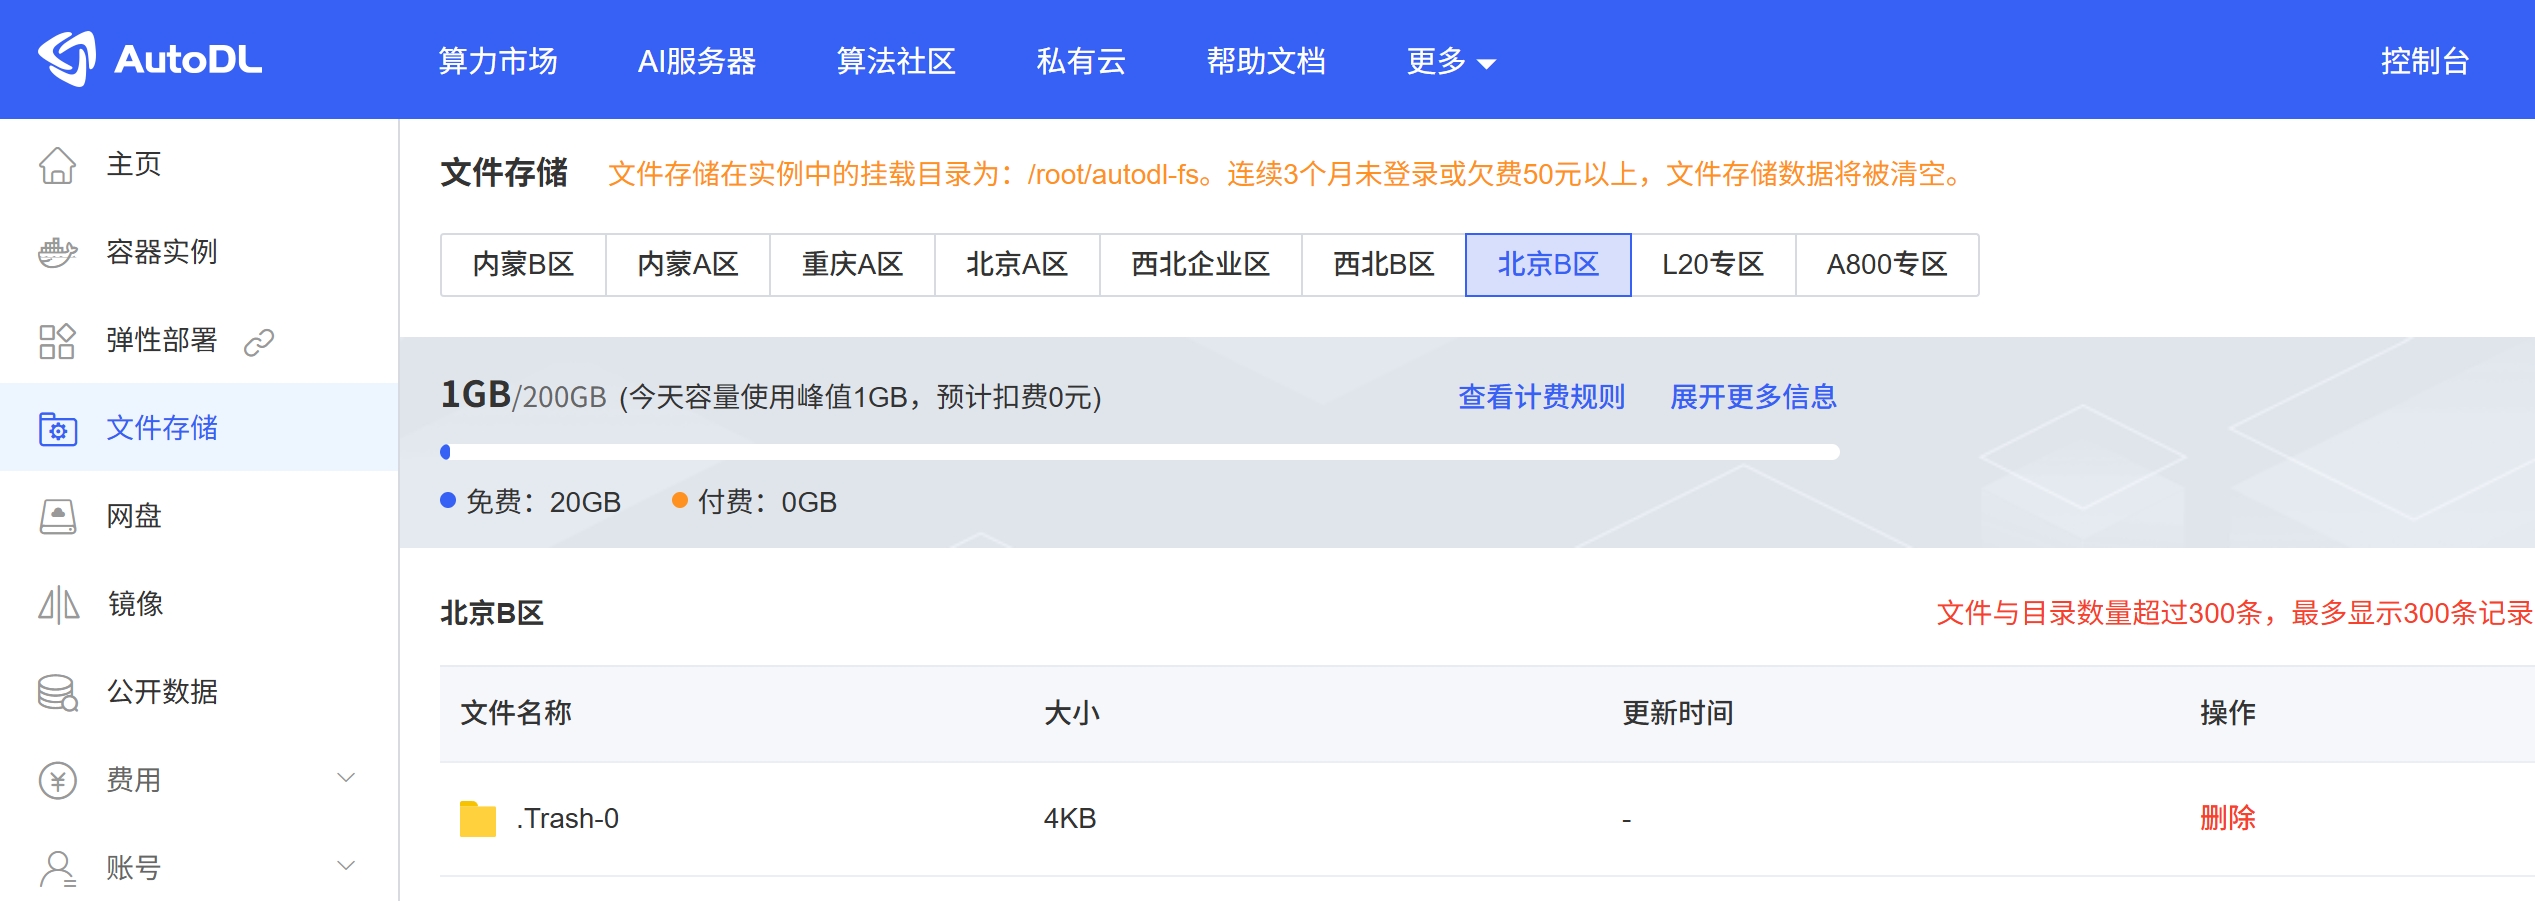 AutoDL
算力市场 AI服务器 算法社区 私有云 帮助文档 更多 控制台
主页
容器实例
弹性部署
文件存储
网盘
镜像
公开数据
费用
账号
文件存储 文件存储在实例中的挂载目录为：/root/autodl-fs。连续3个月未登录或欠费50元以上，文件存储数据将被清空。
内蒙B区 内蒙A区 重庆A区 北京A区 西北企业区 西北B区 北京B区 L20专区 A800专区
1GB/200GB (今天容量使用峰值1GB，预计扣费0元) 查看计费规则 展开更多信息
免费：20GB 付费：0GB
北京B区 文件与目录数量超过300条，最多显示300条记录
文件名称 大小 更新时间 操作
.Trash-0 4KB - 删除